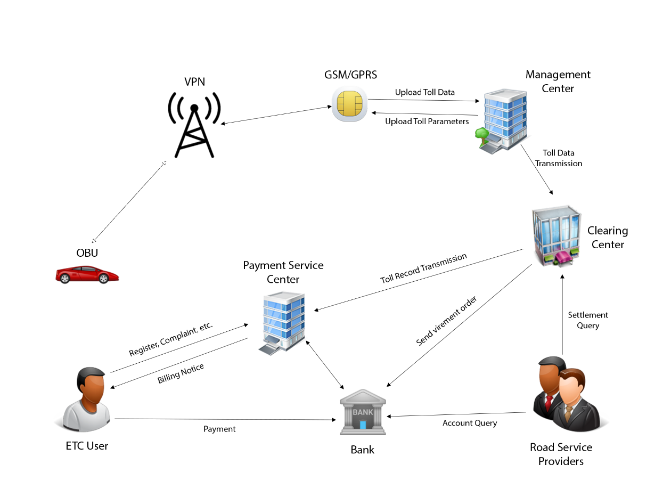 GSM/GPRS
Management
Center
VPN
Upload Toll Data
Upload Toll Parameters
Toll Data
Transmission
OBU
Clearing
Center
Payment Service
Center
Toll Record Transmission
Send virement order
Settlement
Query
Register, Complaint, etc.
Billing Notice
BANK
ETC User
Payment
Bank
Account Query
Road Service
Providers